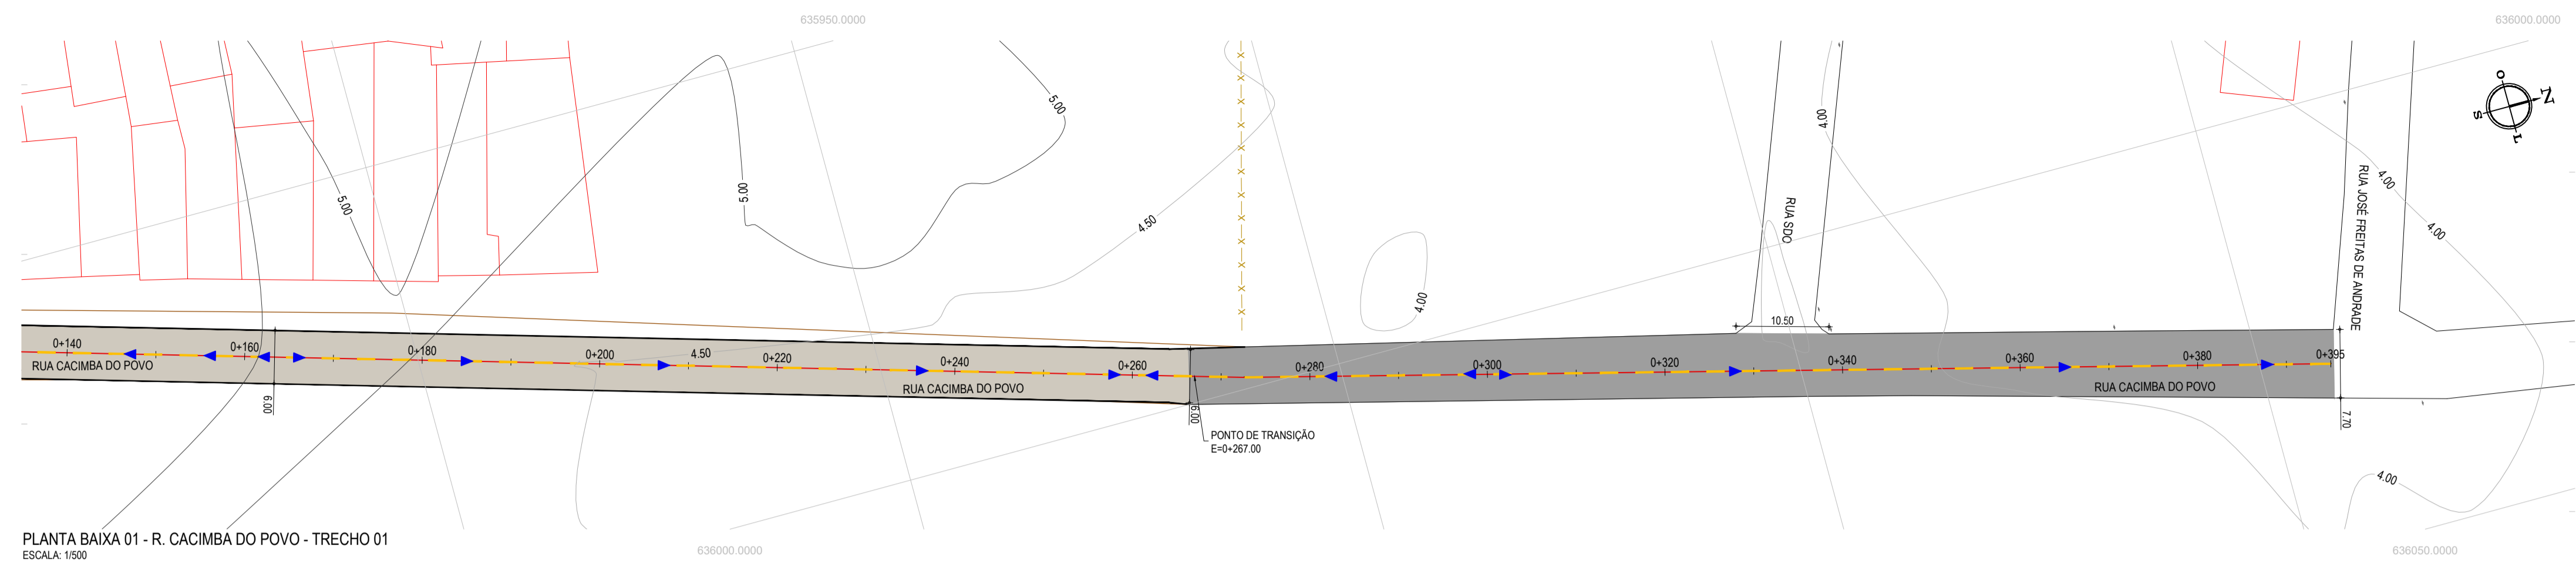 635950.0000
636000.0000
5.00
5.00
5.00
4.50
4.00
4.00
4.00
4.00
4.00
O
N
S
L
RUA SDO
RUA JOSÉ FREITAS DE ANDRADE
10.50
0+140
0+160
0+180
0+200
4.50
0+220
0+240
0+260
0+280
0+300
0+320
0+340
0+360
0+380
0+395
RUA CACIMBA DO POVO
RUA CACIMBA DO POVO
RUA CACIMBA DO POVO
6.00
6.00
7.70
PONTO DE TRANSIÇÃO
E=0+267.00
PLANTA BAIXA 01 - R. CACIMBA DO POVO - TRECHO 01
ESCALA: 1/500
636000.0000
636050.0000